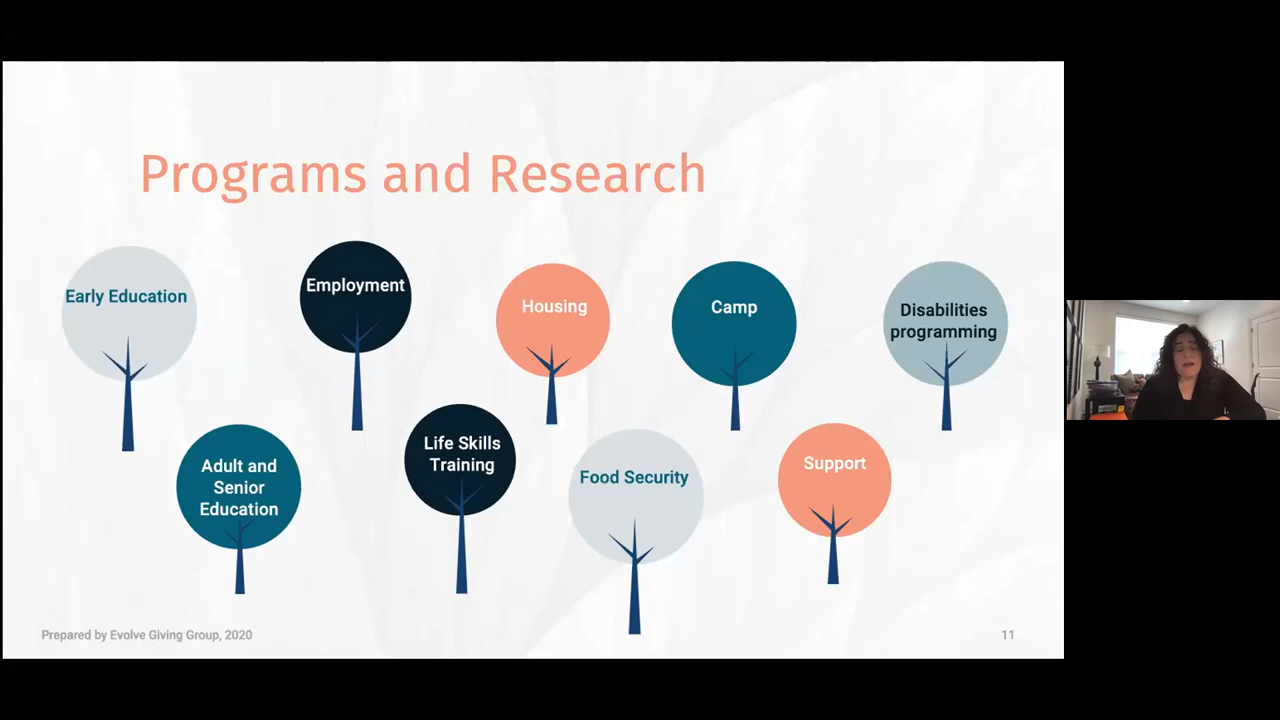 Programs and Research
Early Education
Employment
Housing
Camp
Disabilities
programming
Adult and
Senior
Education
Life Skills
Training
Food Security
Support
Prepared by Evolve Giving Group, 2020
11